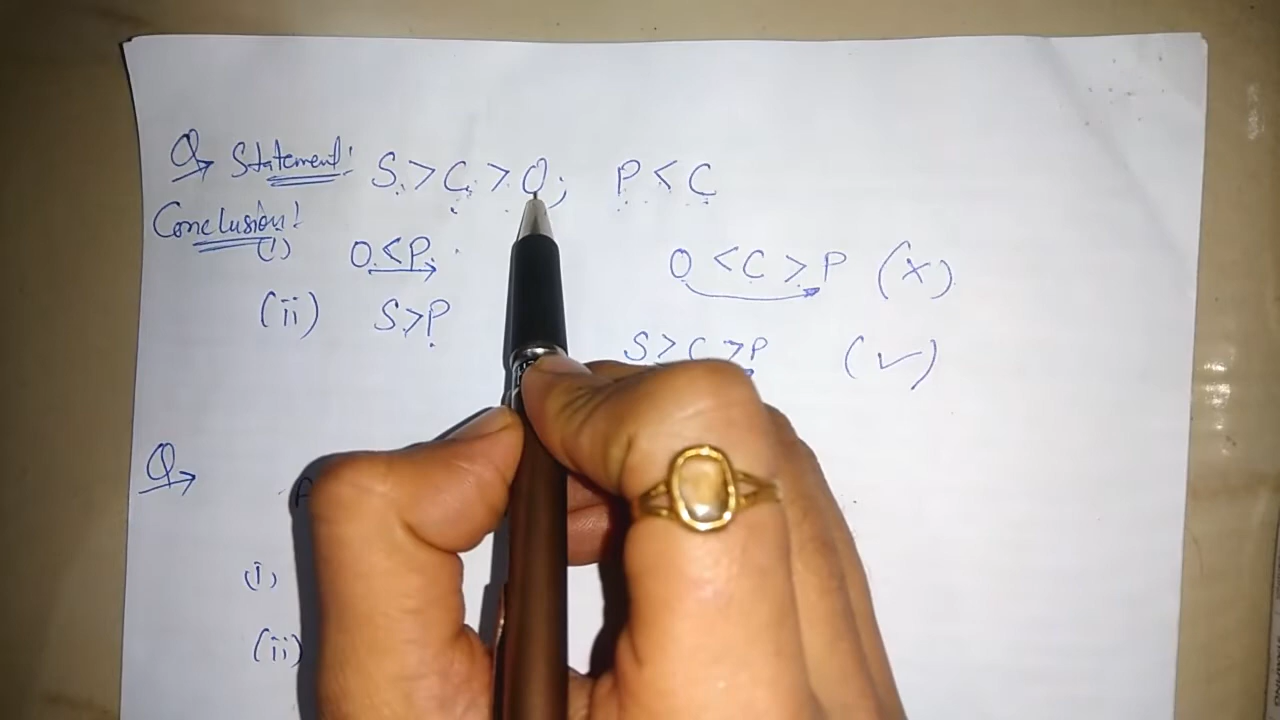 Q→ Statement: S > C > O; P < C
Conclusion:
(i) O < P. O < C > P (×)
(ii) S > P S > C > P (✓)
Q→
(i)
(ii)